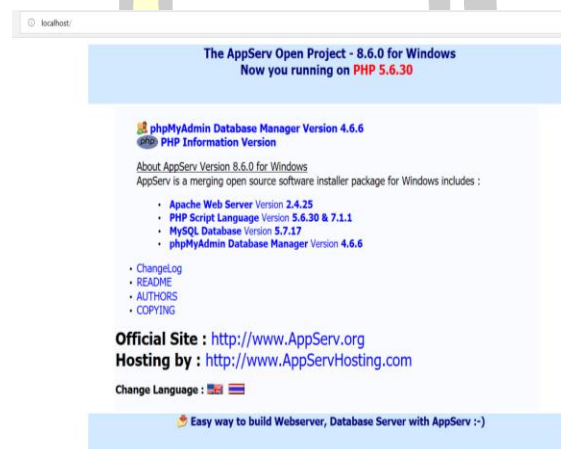 localhost/
The AppServ Open Project - 8.6.0 for Windows
Now you running on PHP 5.6.30
phpMyAdmin Database Manager Version 4.6.6
php PHP Information Version
About AppServ Version 8.6.0 for Windows
AppServ is a merging open source software installer package for Windows includes :
• Apache Web Server Version 2.4.25
• PHP Script Language Version 5.6.30 & 7.1.1
• MySQL Database Version 5.7.17
• phpMyAdmin Database Manager Version 4.6.6
• ChangeLog
• README
• AUTHORS
• COPYING
Official Site : http://www.AppServ.org
Hosting by : http://www.AppServHosting.com
Change Language :
Easy way to build Webserver, Database Server with AppServ :-)